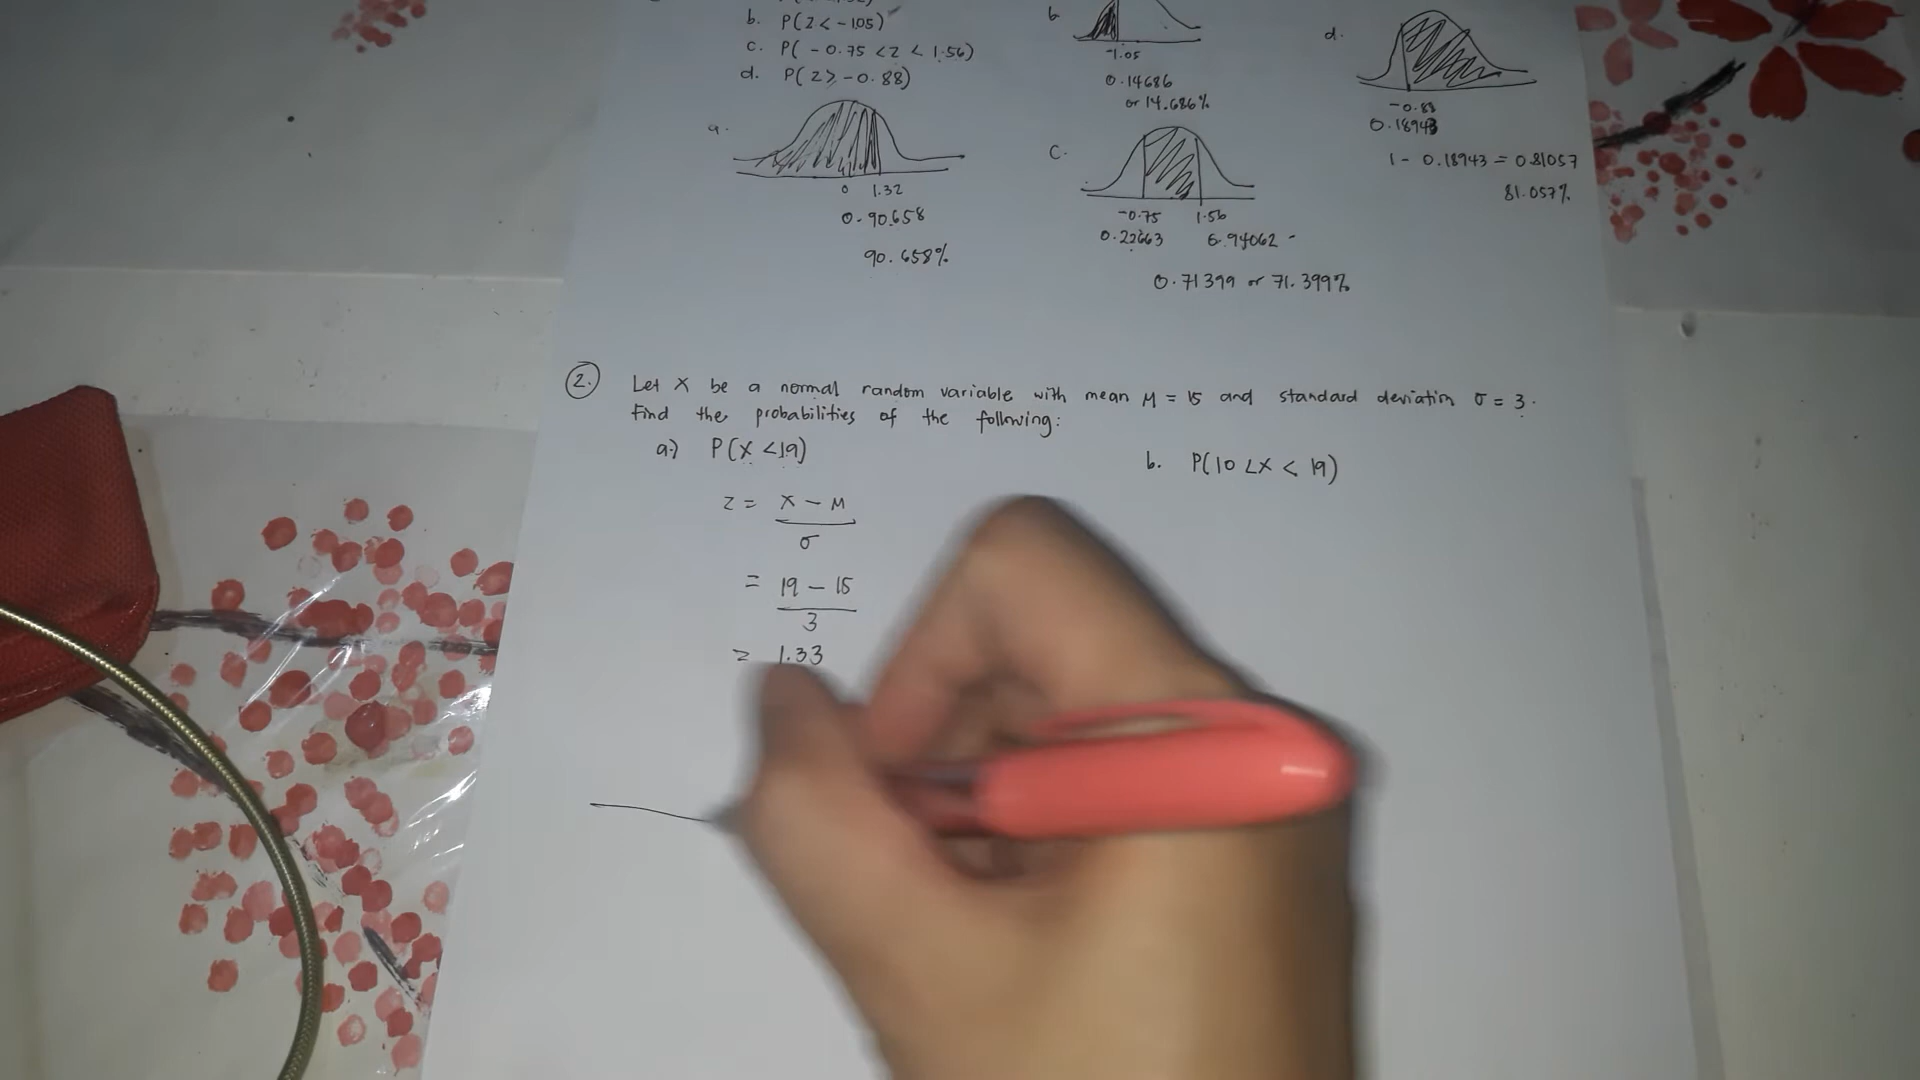 b. P(Z < -1.05)
c. P( - 0.75 < Z < 1.56)
d. P( Z > -0.88)
a.
0 1.32
0.90658
90.658%
b
-1.05
0.14686
or 14.686%
c.
-0.75 1.56
0.22663 0.94062 -
0.71399 or 71.399%
d.
-0.88
0.18943
1 - 0.18943 = 0.81057
81.057%
2. Let X be a normal random variable with mean M = 15 and standard deviation σ = 3.
Find the probabilities of the following:
a.) P(X < 19)
Z = X - M
σ
= 19 - 15
3
= 1.33
b. P(10 < X < 19)